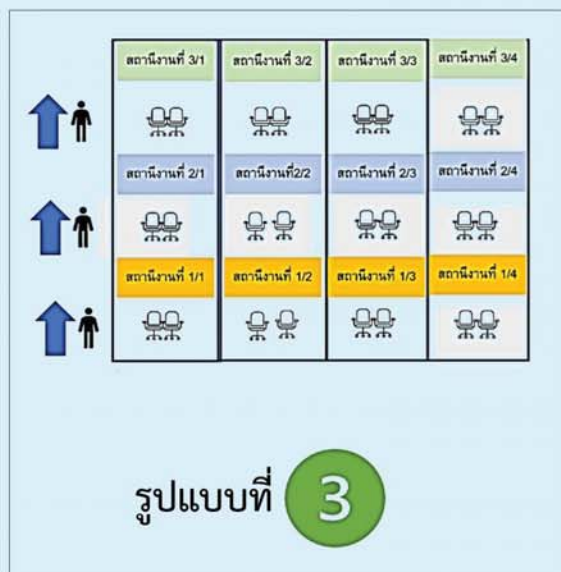 สถานีงานที่ 3/1 สถานีงานที่ 3/2 สถานีงานที่ 3/3 สถานีงานที่ 3/4
สถานีงานที่ 2/1 สถานีงานที่2/2 สถานีงานที่ 2/3 สถานีงานที่ 2/4
สถานีงานที่ 1/1 สถานีงานที่ 1/2 สถานีงานที่ 1/3 สถานีงานที่ 1/4
รูปแบบที่ 3